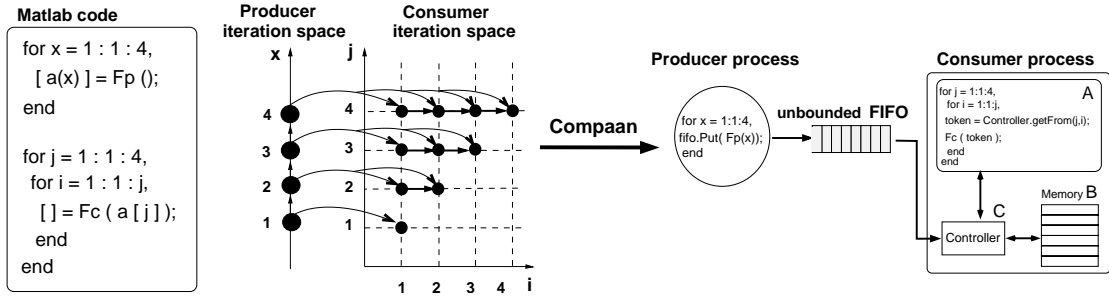 Matlab code
for x = 1 : 1 : 4,
[ a(x) ] = Fp ();
end
for j = 1 : 1 : 4,
for i = 1 : 1 : j,
[ ] = Fc ( a [ j ] );
end
end
Producer
iteration space
x
4
3
2
1
Consumer
iteration space
j
4
3
2
1
1 2 3 4 i
Compaan
Producer process
for x = 1:1:4,
fifo.Put( Fp(x));
end
unbounded FIFO
Consumer process
A
for j = 1:1:4,
for i = 1:1:j,
token = Controller.getFrom(j,i);
Fc ( token );
end
end
C
Controller
Memory B